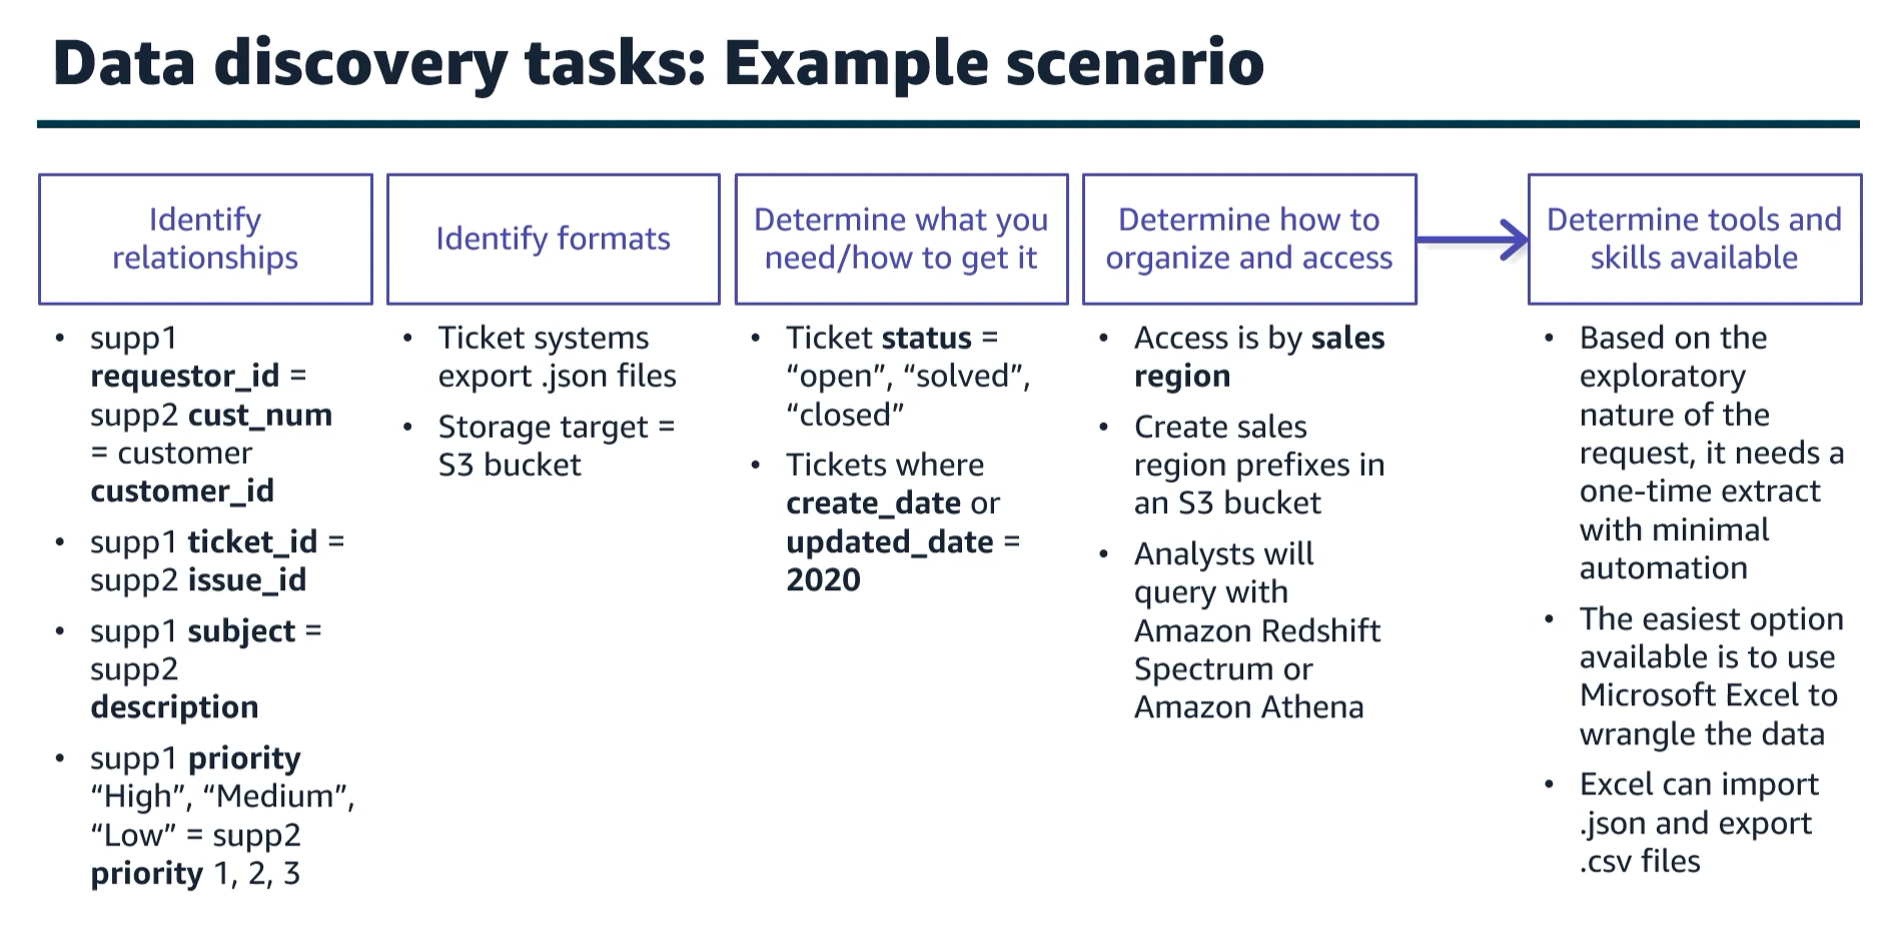 Data discovery tasks: Example scenario
Identify
relationships
• supp1
requestor_id =
supp2 cust_num
= customer
customer_id
• supp1 ticket_id =
supp2 issue_id
• supp1 subject =
supp2
description
• supp1 priority
“High”, “Medium”,
“Low” = supp2
priority 1, 2, 3
Identify formats
• Ticket systems
export .json files
• Storage target =
S3 bucket
Determine what you
need/how to get it
• Ticket status =
“open”, “solved”,
“closed”
• Tickets where
create_date or
updated_date =
2020
Determine how to
organize and access
• Access is by sales
region
• Create sales
region prefixes in
an S3 bucket
• Analysts will
query with
Amazon Redshift
Spectrum or
Amazon Athena
Determine tools and
skills available
• Based on the
exploratory
nature of the
request, it needs a
one-time extract
with minimal
automation
• The easiest option
available is to use
Microsoft Excel to
wrangle the data
• Excel can import
.json and export
.csv files